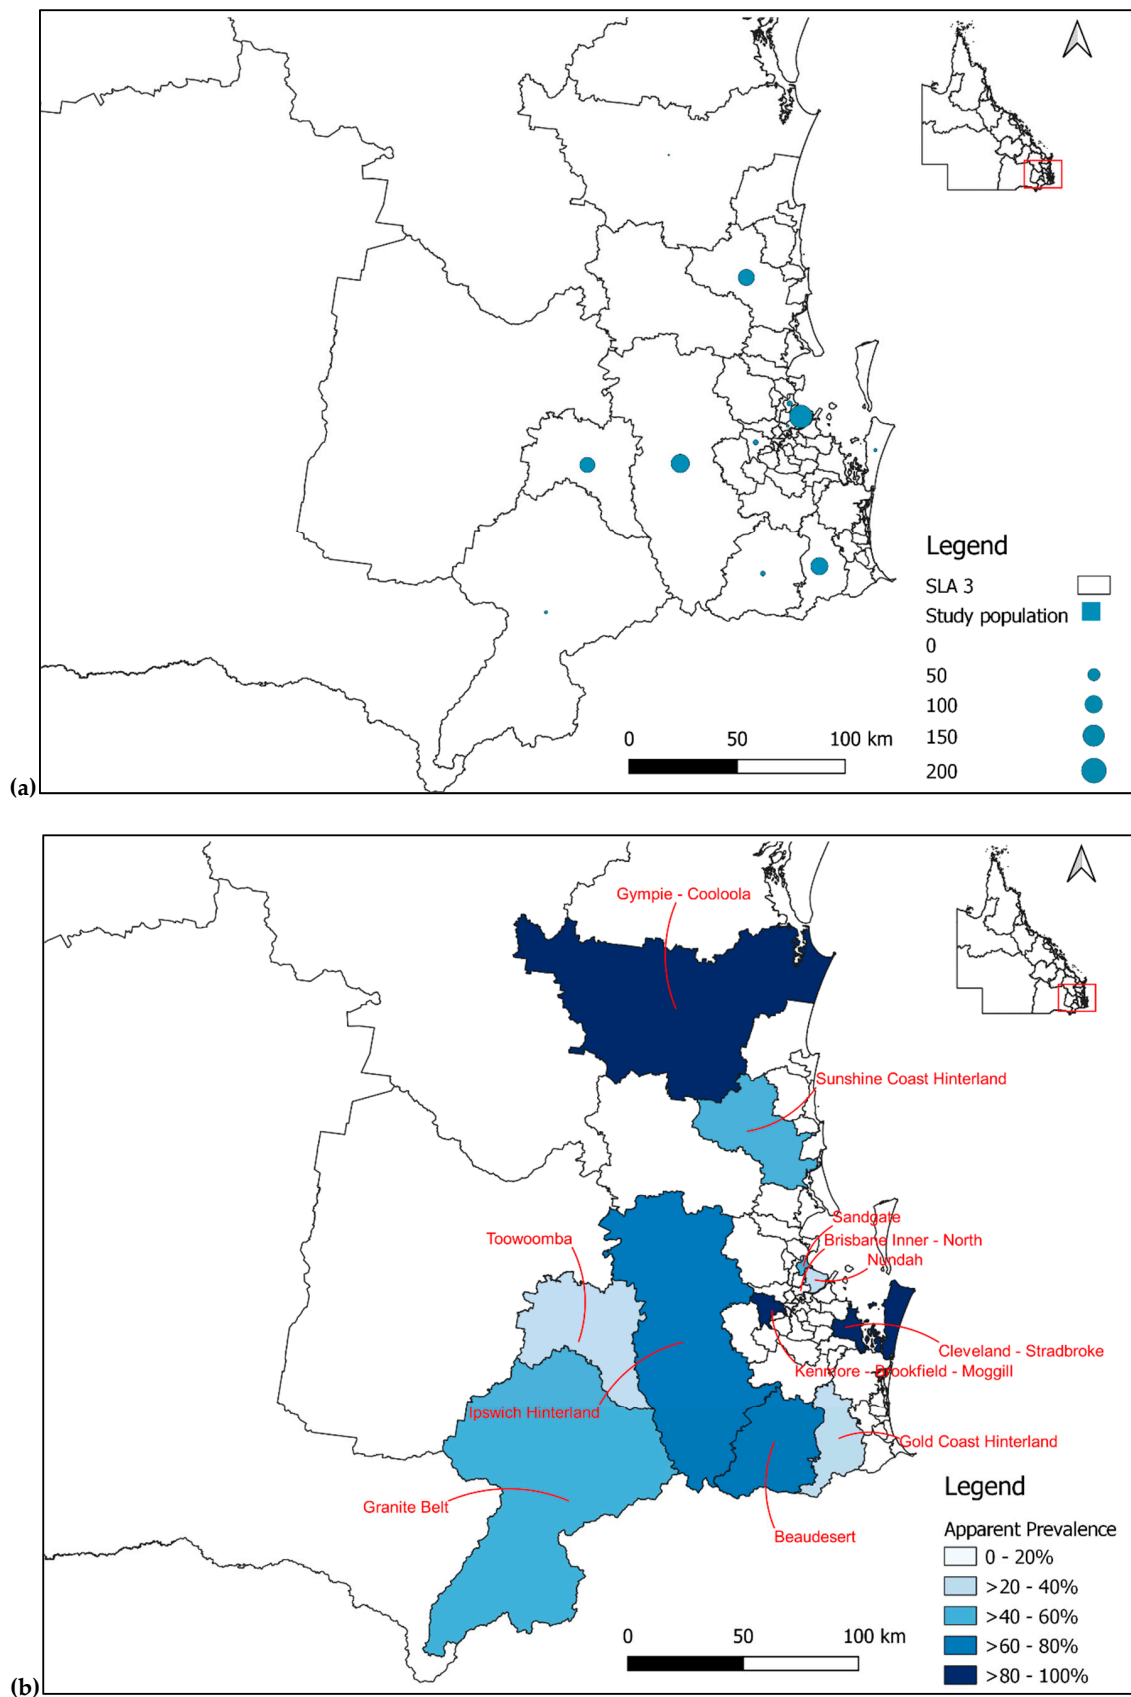 Legend
SLA 3
Study population
0
50
100
150
200
0 50 100 km
(a)
Gympie - Cooloola
Sunshine Coast Hinterland
Sandgate
Toowoomba
Brisbane Inner - North
Nundah
Cleveland - Stradbroke
Kenmore - Brookfield - Moggill
Ipswich Hinterland
Gold Coast Hinterland
Granite Belt
Beaudesert
Legend
Apparent Prevalence
0 - 20%
>20 - 40%
>40 - 60%
>60 - 80%
>80 - 100%
0 50 100 km
(b)